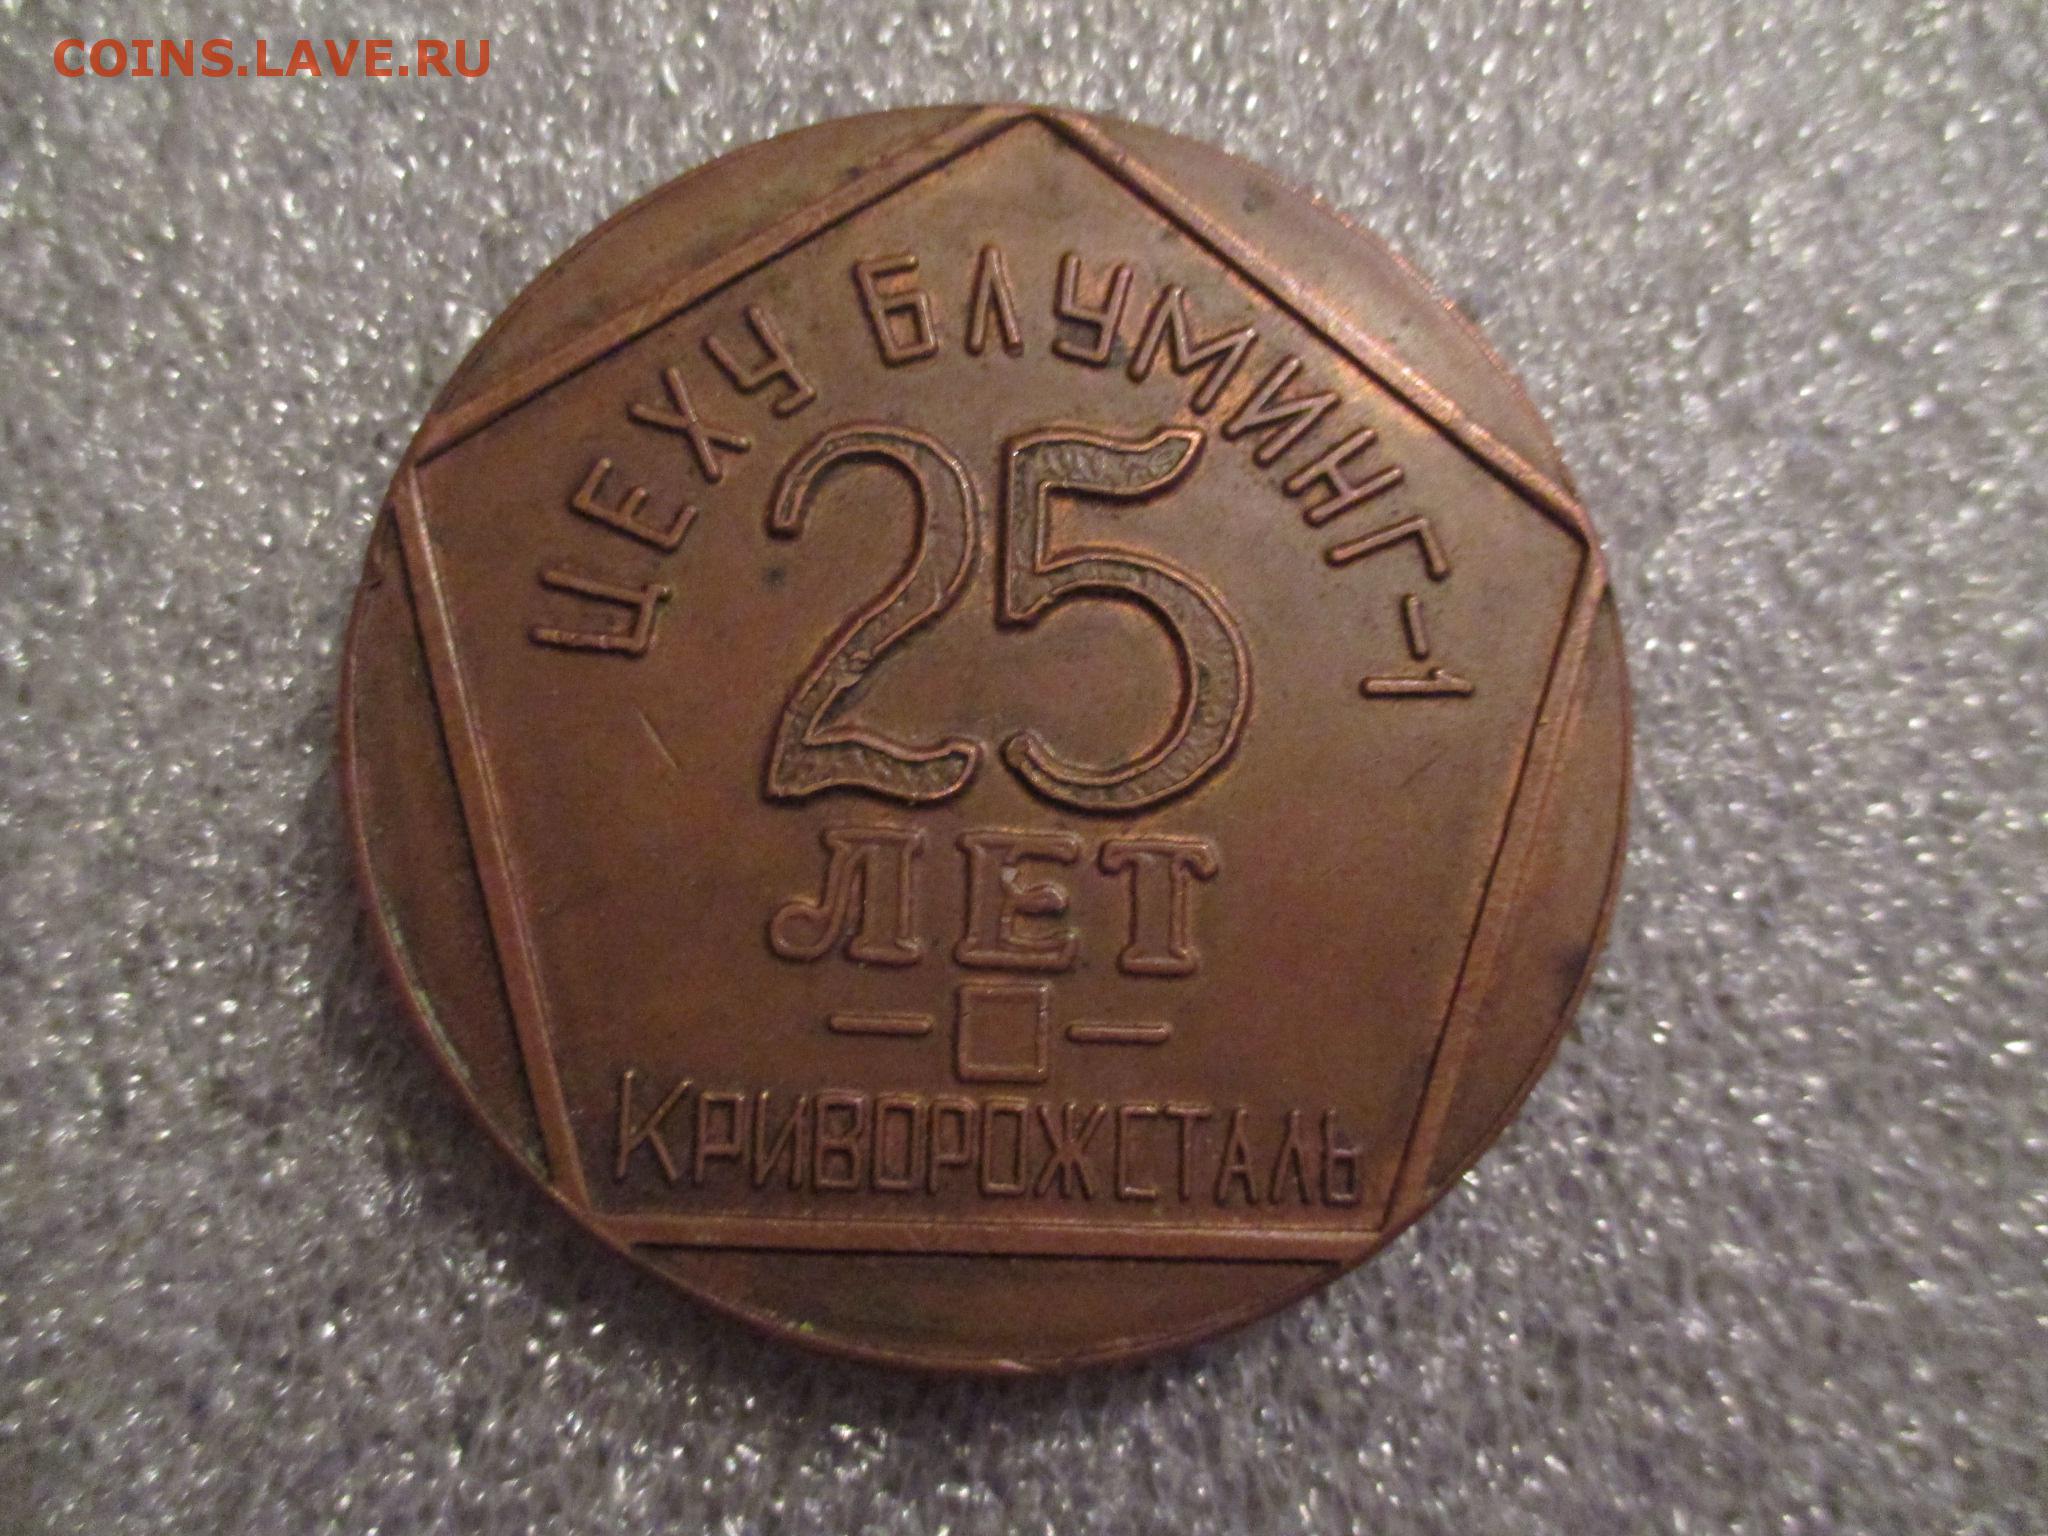 COINS.LAVE.RU
ЦЕХУ БЛУМИНГ-1
25
ЛЕТ
КРИВОРОЖСТАЛЬ